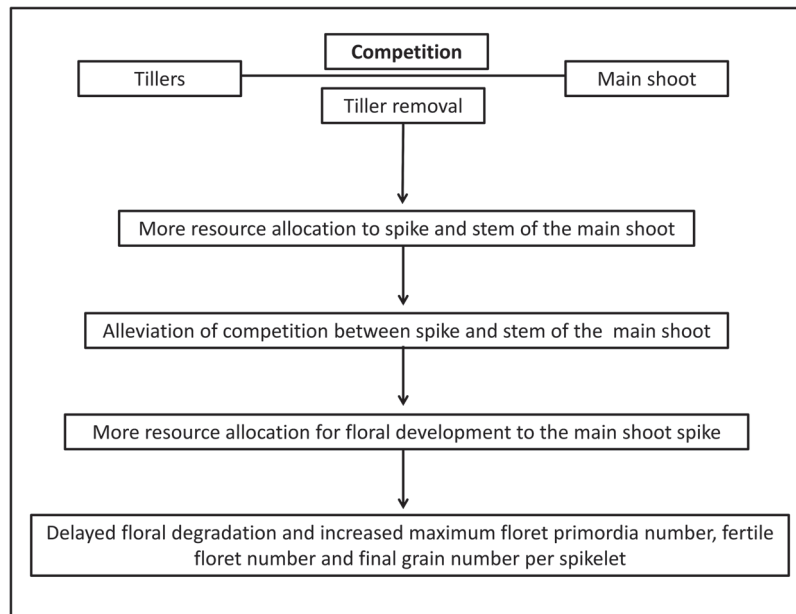 Competition
Tillers
Main shoot
Tiller removal
More resource allocation to spike and stem of the main shoot
Alleviation of competition between spike and stem of the main shoot
More resource allocation for floral development to the main shoot spike
Delayed floral degradation and increased maximum floret primordia number, fertile
floret number and final grain number per spikelet